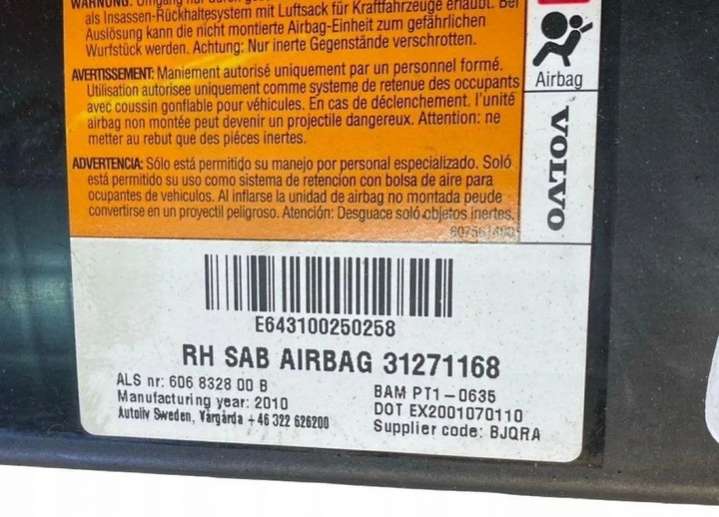 WARNUNG: Umgang nur durch
als Insassen-Rückhaltesystem mit Luftsack für Kraftfahrzeuge erlaubt. Bei
Auslösung kann die nicht montierte Airbag-Einheit zum gefährlichen
Wurfstück werden. Achtung: Nur inerte Gegenstände verschrotten.
AVERTISSEMENT: Maniement autorisé uniquement par un personnel formé.
Utilisation autorisee uniquement comme systeme de retenue des occupants
avec coussin gonflable pour véhicules. En cas de déclenchement. l'unité
airbag non montée peut devenir un projectile dangereux. Attention: ne
metter au rebut que des piéces inertes.
ADVERTENCIA: Sólo está permitido su manejo por personal especializado. Soló
está permitido su uso como sistema de retención con bolsa de aire para
ocupantes de vehiculos. Al inflarse la unidad de airbag no montada peude
convertirse en un proyectil peligroso. Atención: Desguace soló objetos inertes.
Airbag
VOLVO
E643100250258
RH SAB AIRBAG 31271168
ALS nr: 606 8328 00 B
Manufacturing year: 2010
Autoliv Sweden, Vårgårda +46 322 626200
BAM PT1-0635
DOT EX2001070110
Supplier code: BJQRA